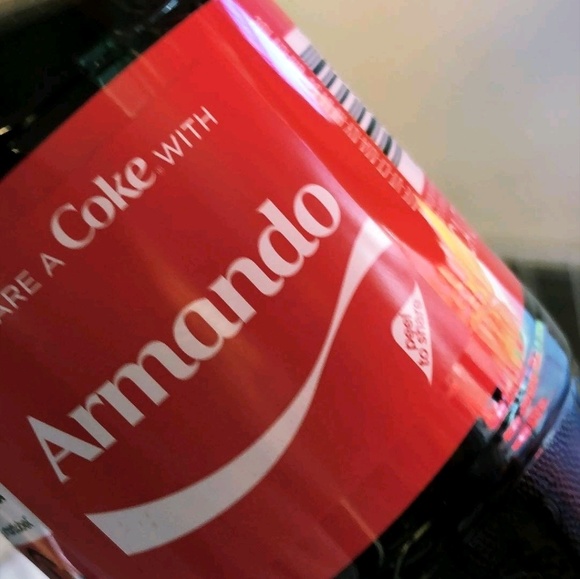 ARE A Coke WITH
Armando
peel
to share